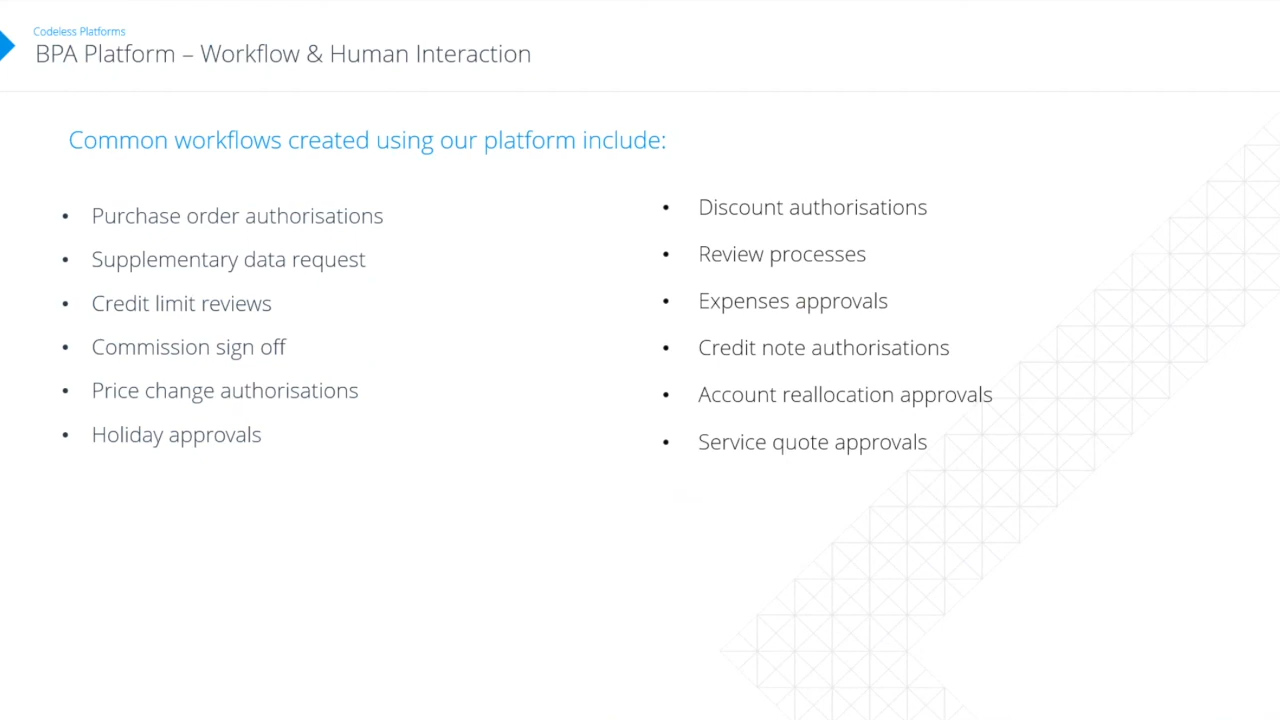 Codeless Platforms
BPA Platform – Workflow & Human Interaction
Common workflows created using our platform include:
• Purchase order authorisations
• Supplementary data request
• Credit limit reviews
• Commission sign off
• Price change authorisations
• Holiday approvals
• Discount authorisations
• Review processes
• Expenses approvals
• Credit note authorisations
• Account reallocation approvals
• Service quote approvals